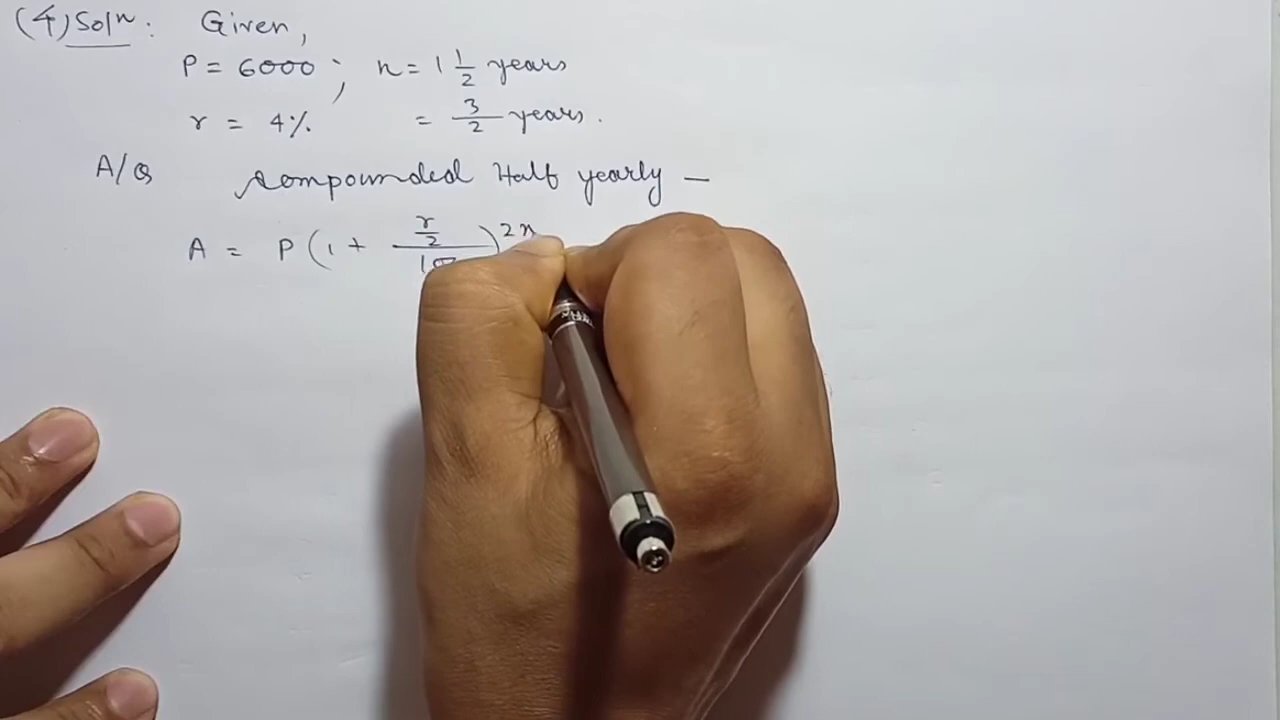 (4) Solⁿ: Given,
P = 6000 ; n = 1 1/2 years
r = 4% = 3/2 years.
A/Q compounded Half yearly —
A = P(1 + (r/2)/100)^2n